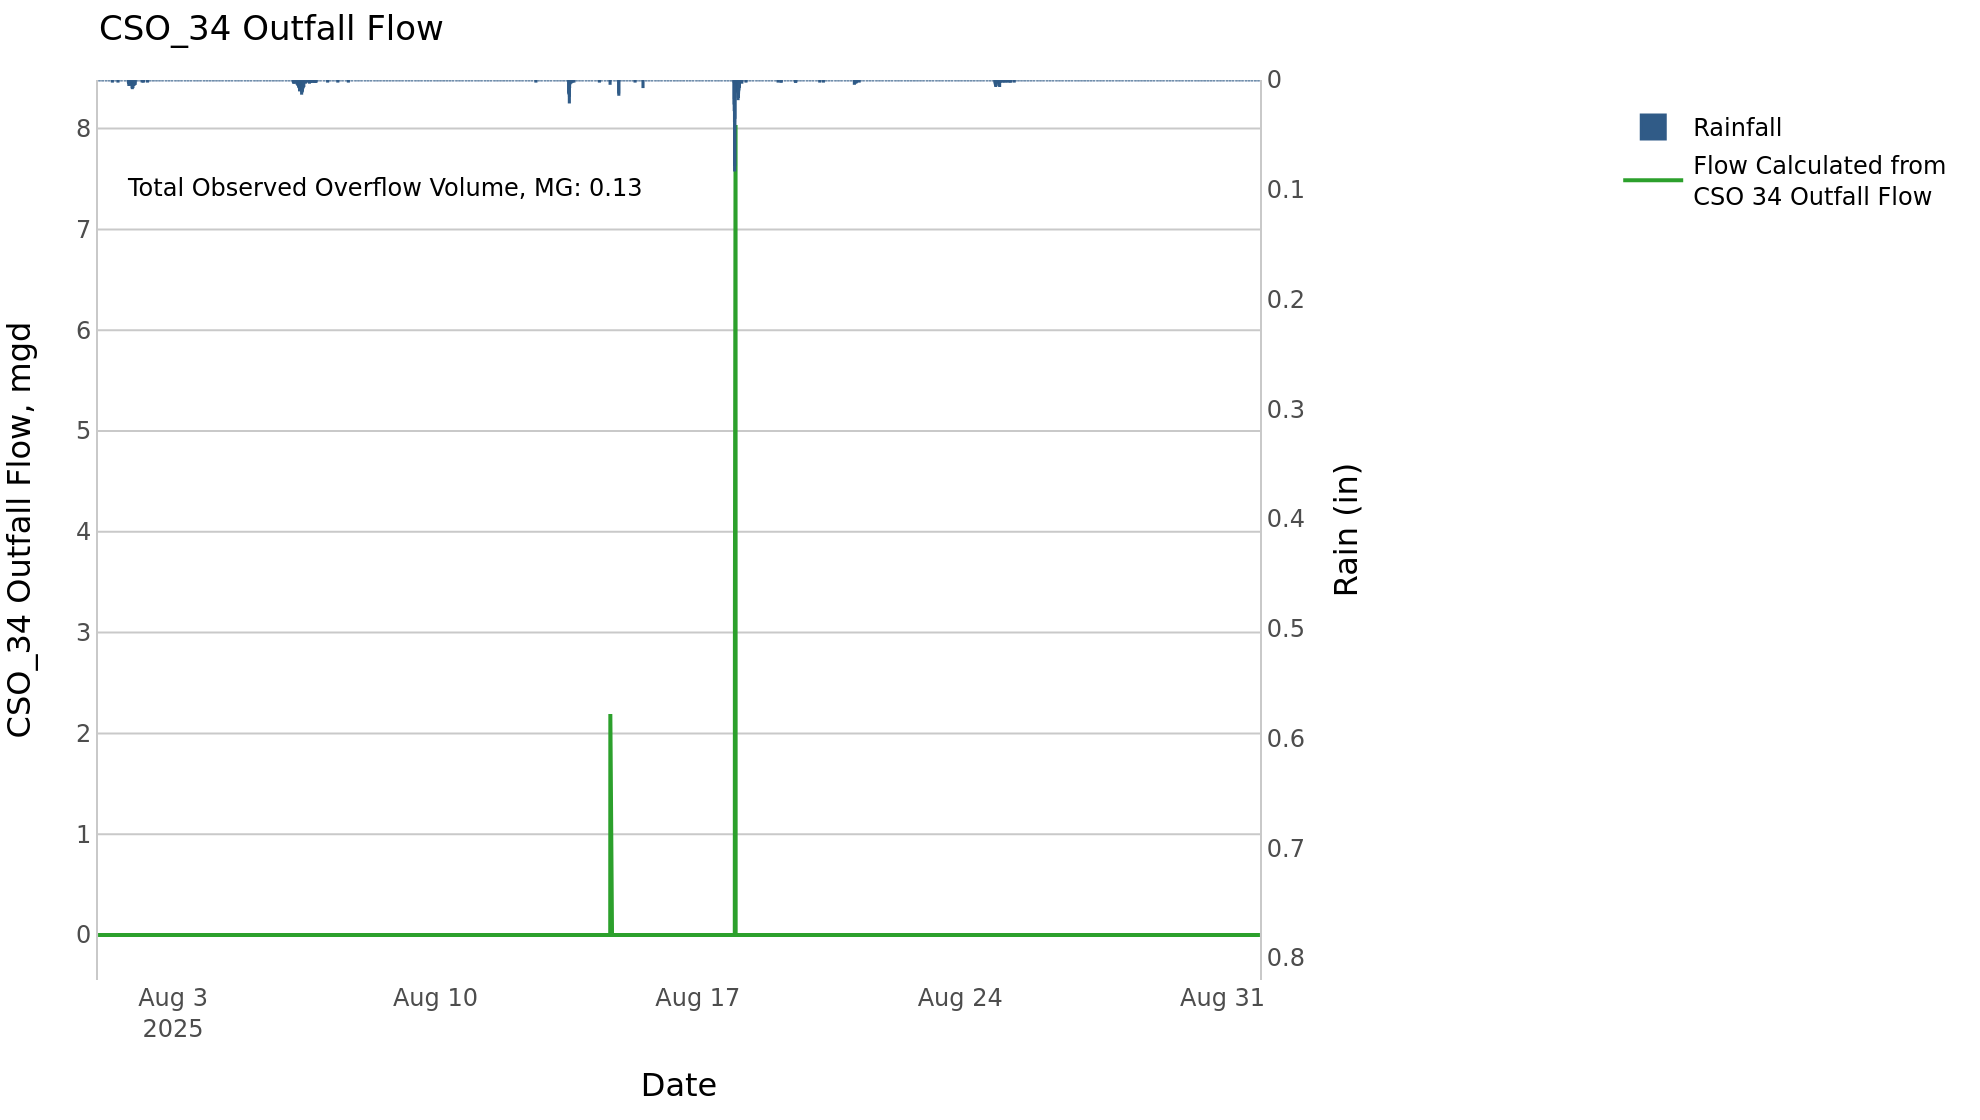 CSO_34 Outfall Flow
Total Observed Overflow Volume, MG: 0.13
CSO_34 Outfall Flow, mgd
8
7
6
5
4
3
2
1
0
0
0.1
0.2
0.3
0.4
0.5
0.6
0.7
0.8
Rain (in)
Aug 3
2025
Aug 10
Aug 17
Aug 24
Aug 31
Date
Rainfall
Flow Calculated from
CSO 34 Outfall Flow